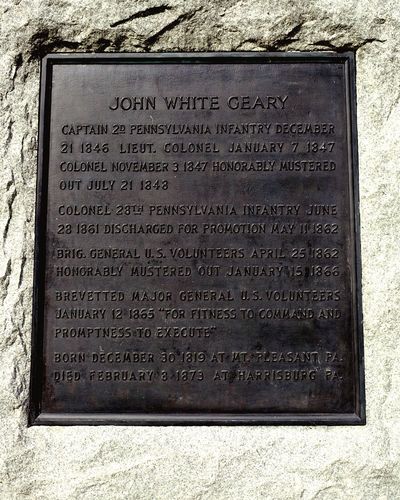 JOHN WHITE GEARY
CAPTAIN 2D PENNSYLVANIA INFANTRY DECEMBER
21 1846 LIEUT. COLONEL JANUARY 7 1847
COLONEL NOVEMBER 3 1847 HONORABLY MUSTERED
OUT JULY 21 1848
COLONEL 28TH PENNSYLVANIA INFANTRY JUNE
28 1861 DISCHARGED FOR PROMOTION MAY 11 1862
BRIG. GENERAL U.S. VOLUNTEERS APRIL 25 1862
HONORABLY MUSTERED OUT JANUARY 15 1866
BREVETTED MAJOR GENERAL U.S. VOLUNTEERS
JANUARY 12 1865 "FOR FITNESS TO COMMAND AND
PROMPTNESS TO EXECUTE"
BORN DECEMBER 30 1819 AT MT. PLEASANT PA.
DIED FEBRUARY 8 1873 AT HARRISBURG PA.